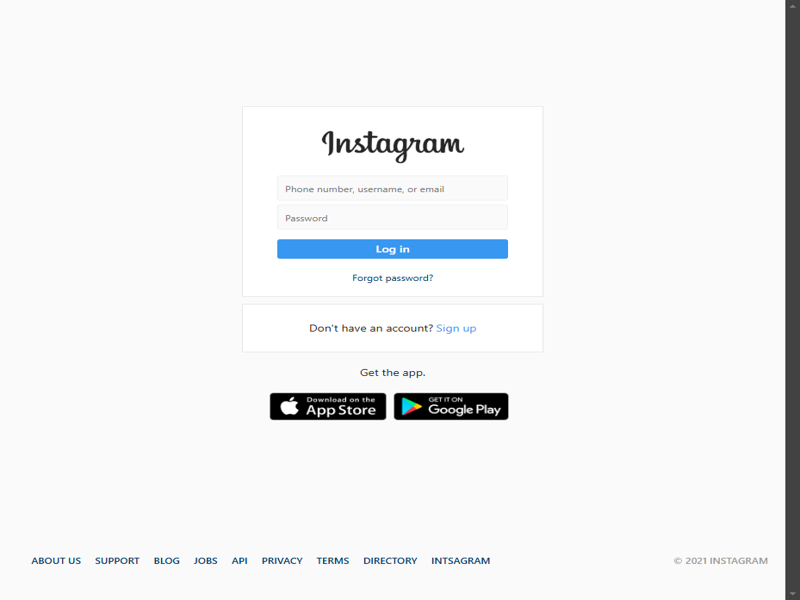 Instagram
Phone number, username, or email
Password
Log in
Forgot password?
Don't have an account? Sign up
Get the app.
Download on the App Store
GET IT ON Google Play
ABOUT US SUPPORT BLOG JOBS API PRIVACY TERMS DIRECTORY INTSAGRAM © 2021 INSTAGRAM